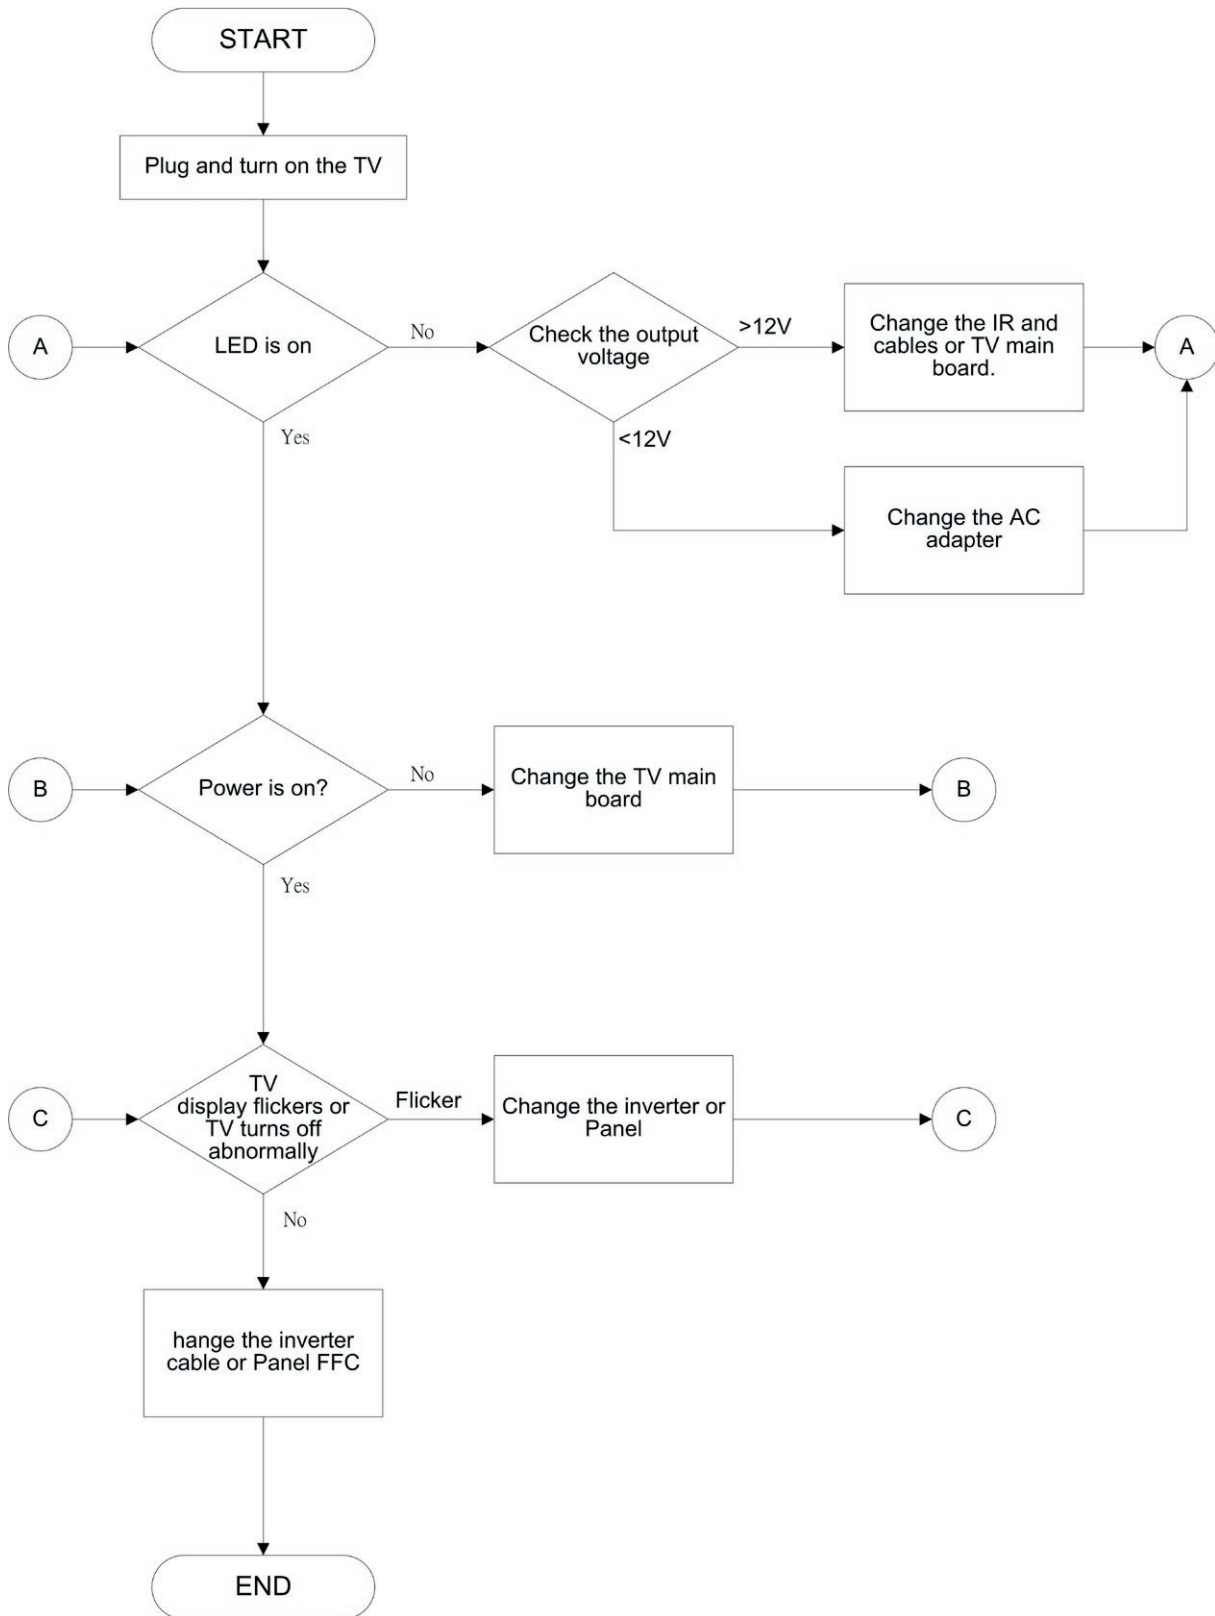 START
Plug and turn on the TV
A
LED is on
No
Check the output
voltage
>12V
Change the IR and
cables or TV main
board.
A
Yes
<12V
Change the AC
adapter
B
Power is on?
No
Change the TV main
board
B
Yes
C
TV
display flickers or
TV turns off
abnormally
Flicker
Change the inverter or
Panel
C
No
hange the inverter
cable or Panel FFC
END